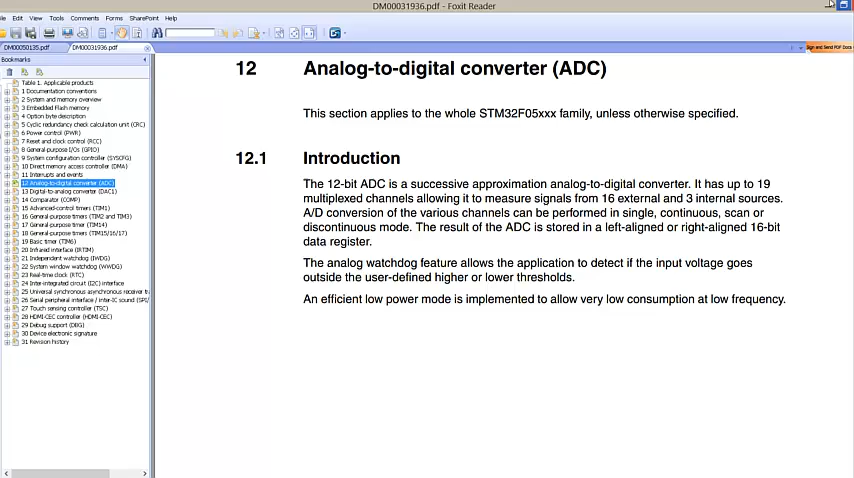 DM00031936.pdf - Foxit Reader
Edit View Tools Comments Forms SharePoint Help
DM00050135.pdf DM00031936.pdf
Sign and Send PDF Docs
Bookmarks
Table 1. Applicable products
1 Documentation conventions
2 System and memory overview
3 Embedded Flash memory
4 Option byte description
5 Cyclic redundancy check calculation unit (CRC)
6 Power control (PWR)
7 Reset and clock control (RCC)
8 General-purpose I/Os (GPIO)
9 System configuration controller (SYSCFG)
10 Direct memory access controller (DMA)
11 Interrupts and events
12 Analog-to-digital converter (ADC)
13 Digital-to-analog converter (DAC1)
14 Comparator (COMP)
15 Advanced-control timers (TIM1)
16 General-purpose timers (TIM2 and TIM3)
17 General-purpose timer (TIM14)
18 General-purpose timers (TIM15/16/17)
19 Basic timer (TIM6)
20 Infrared interface (IRTIM)
21 Independent watchdog (IWDG)
22 System window watchdog (WWDG)
23 Real-time clock (RTC)
24 Inter-integrated circuit (I2C) interface
25 Universal synchronous asynchronous receiver tr
26 Serial peripheral interface / inter-IC sound (SPI/
27 Touch sensing controller (TSC)
28 HDMI-CEC controller (HDMI-CEC)
29 Debug support (DBG)
30 Device electronic signature
31 Revision history
12 Analog-to-digital converter (ADC)
This section applies to the whole STM32F05xxx family, unless otherwise specified.
12.1 Introduction
The 12-bit ADC is a successive approximation analog-to-digital converter. It has up to 19
multiplexed channels allowing it to measure signals from 16 external and 3 internal sources.
A/D conversion of the various channels can be performed in single, continuous, scan or
discontinuous mode. The result of the ADC is stored in a left-aligned or right-aligned 16-bit
data register.
The analog watchdog feature allows the application to detect if the input voltage goes
outside the user-defined higher or lower thresholds.
An efficient low power mode is implemented to allow very low consumption at low frequency.